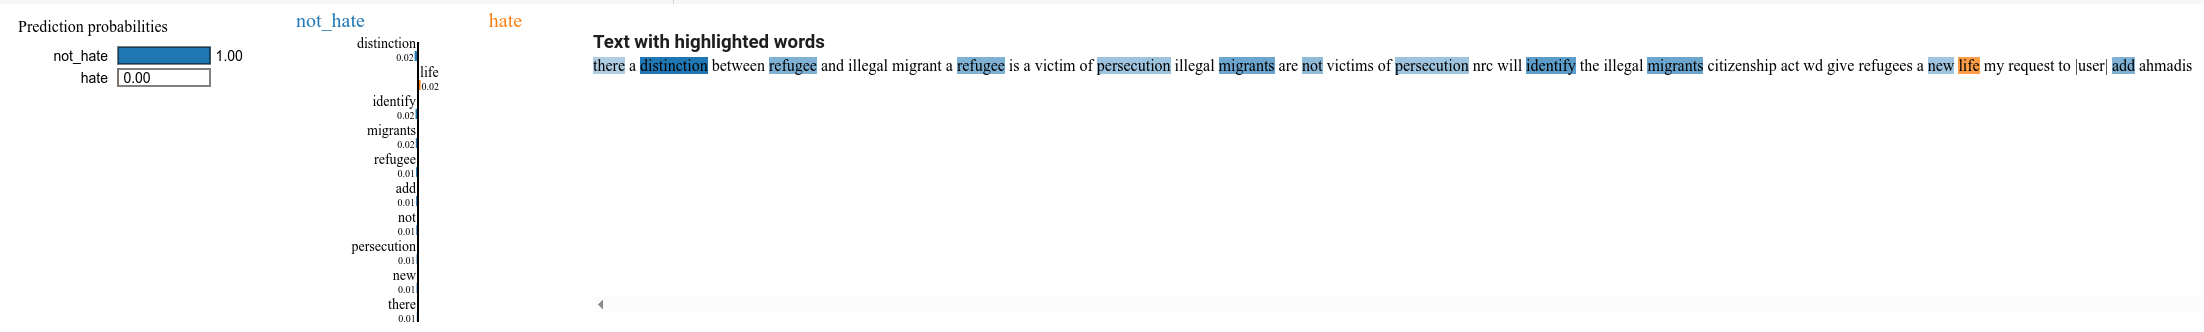 Prediction probabilities
not_hate 1.00
hate 0.00
not_hate hate
distinction
0.02
life
0.02
identify
0.02
migrants
0.02
refugee
0.01
add
0.01
not
0.01
persecution
0.01
new
0.01
there
0.01
Text with highlighted words
there a distinction between refugee and illegal migrant a refugee is a victim of persecution illegal migrants are not victims of persecution nrc will identify the illegal migrants citizenship act wd give refugees a new life my request to |user| add ahmadis